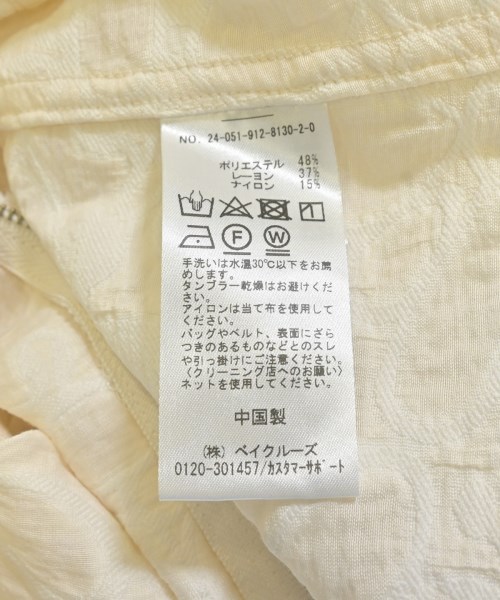 NO. 24-051-912-8130-2-0
ポリエステル 48%
レーヨン 37%
ナイロン 15%
F W
手洗いは水温30℃以下をお薦
めします。
タンブラー乾燥はお避けくだ
さい。
アイロンは当て布を使用して
ください。
バッグやベルト、表面にざら
つきのあるものなどとのスレ
や引っ掛けにご注意ください。
〈クリーニング店へのお願い〉
ネットを使用してください。
中国製
(株) ベイクルーズ
0120-301457/カスタマーサポート